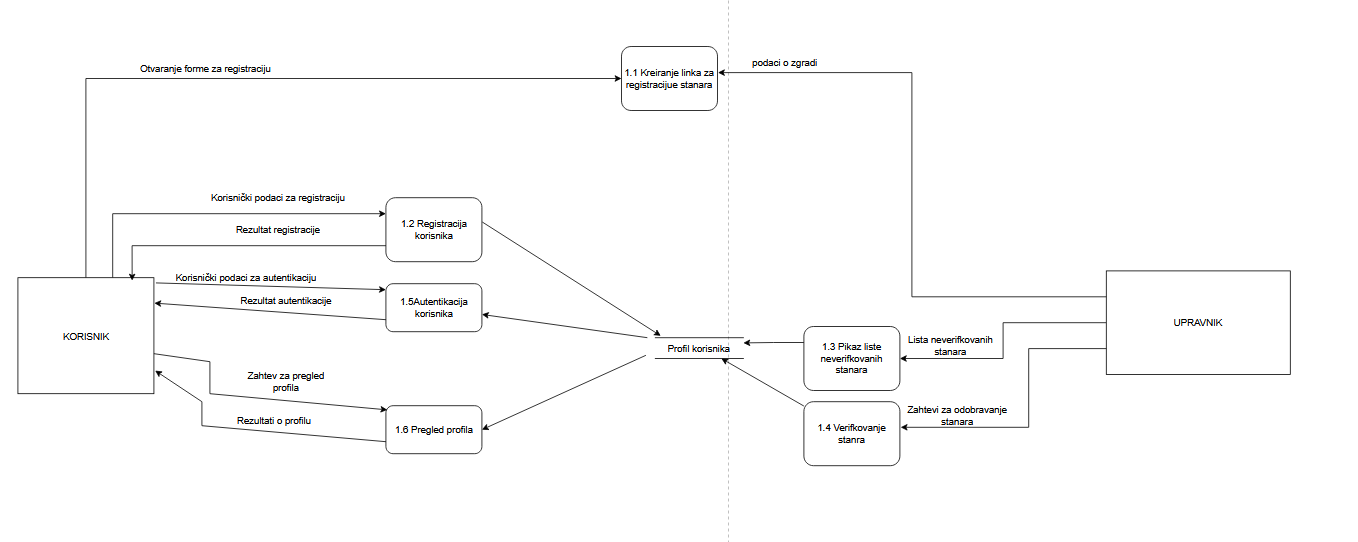 Otvaranje forme za registraciju
1.1 Kreiranje linka za
registracijue stanara
podaci o zgradi
Korisnički podaci za registraciju
1.2 Registracija
korisnika
Rezultat registracije
Korisnički podaci za autentikaciju
Rezultat autentikacije
1.5Autentikacija
korisnika
KORISNIK
UPRAVNIK
Profil korisnika
1.3 Pikaz liste
neverifkovanih
stanara
Lista neverifkovanih
stanara
Zahtev za pregled
profila
Rezultati o profilu
1.6 Pregled profila
1.4 Verifkovanje
stanra
Zahtevi za odobravanje
stanara